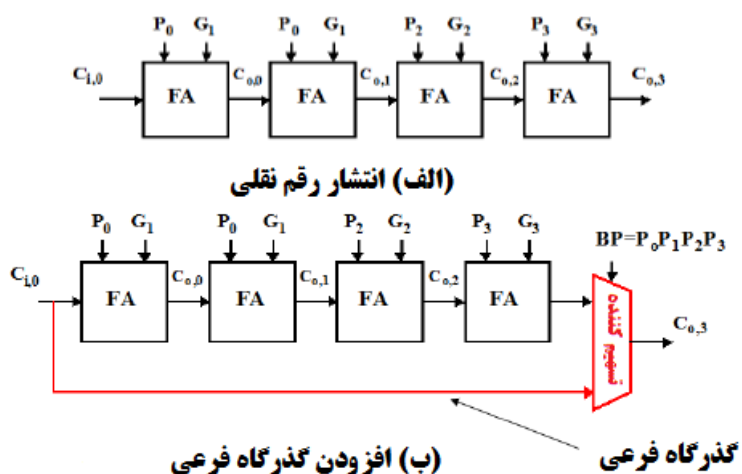 P0 G1 P0 G1 P2 G2 P3 G3
Ci,0 FA Co,0 FA Co,1 FA Co,2 FA Co,3
(الف) انتشار رقم نقلی
P0 G1 P0 G1 P2 G2 P3 G3 BP=PoP1P2P3
Ci,0 FA Co,0 FA Co,1 FA Co,2 FA تسهیم کننده Co,3
(ب) افزودن گذرگاه فرعی
گذرگاه فرعی